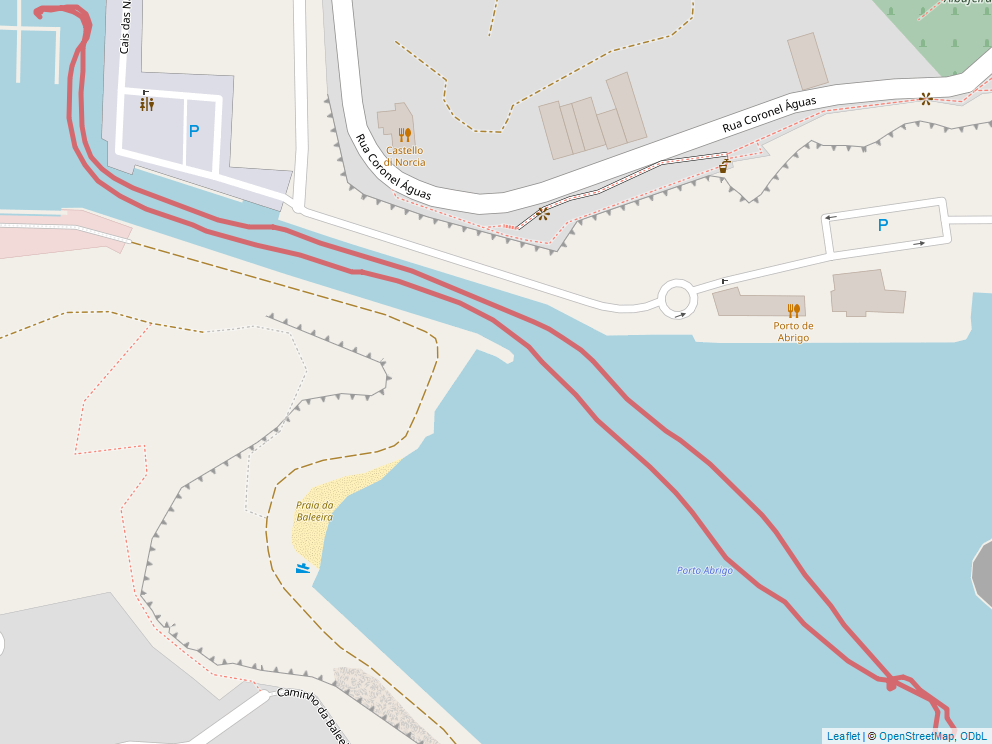 Cais das N
P
Castello
di Norcia
Rua Coronel Águas
Rua Coronel Águas
P
Porto de
Abrigo
Praia da
Baleeira
Porto Abrigo
Caminho da Balee
Leaflet | © OpenStreetMap, ODbL